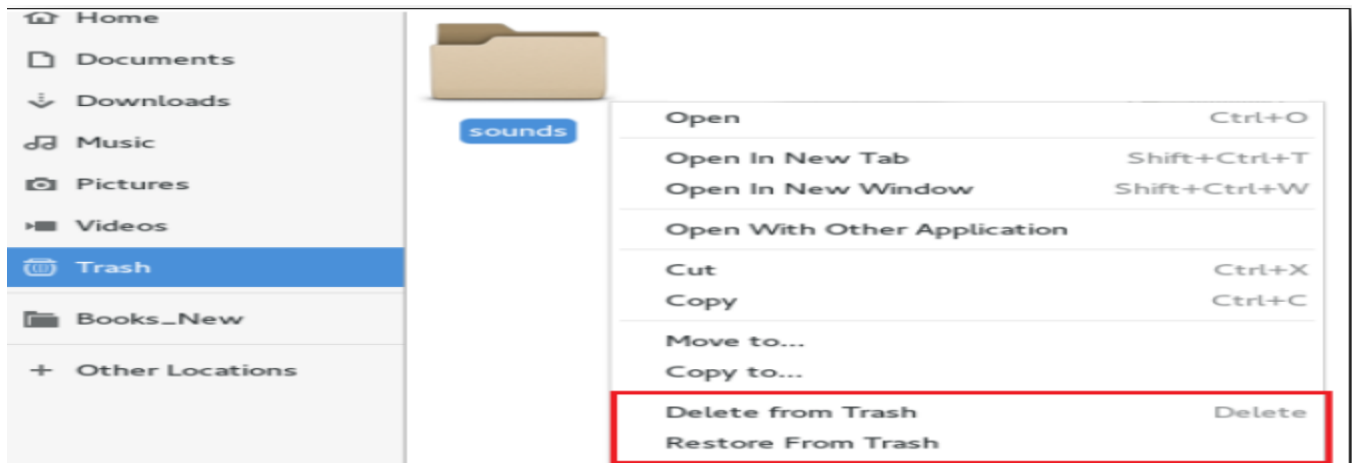 Home
Documents
Downloads
Music
Pictures
Videos
Trash
Books_New
+ Other Locations
sounds
Open Ctrl+O
Open In New Tab Shift+Ctrl+T
Open In New Window Shift+Ctrl+W
Open With Other Application
Cut Ctrl+X
Copy Ctrl+C
Move to...
Copy to...
Delete from Trash Delete
Restore From Trash